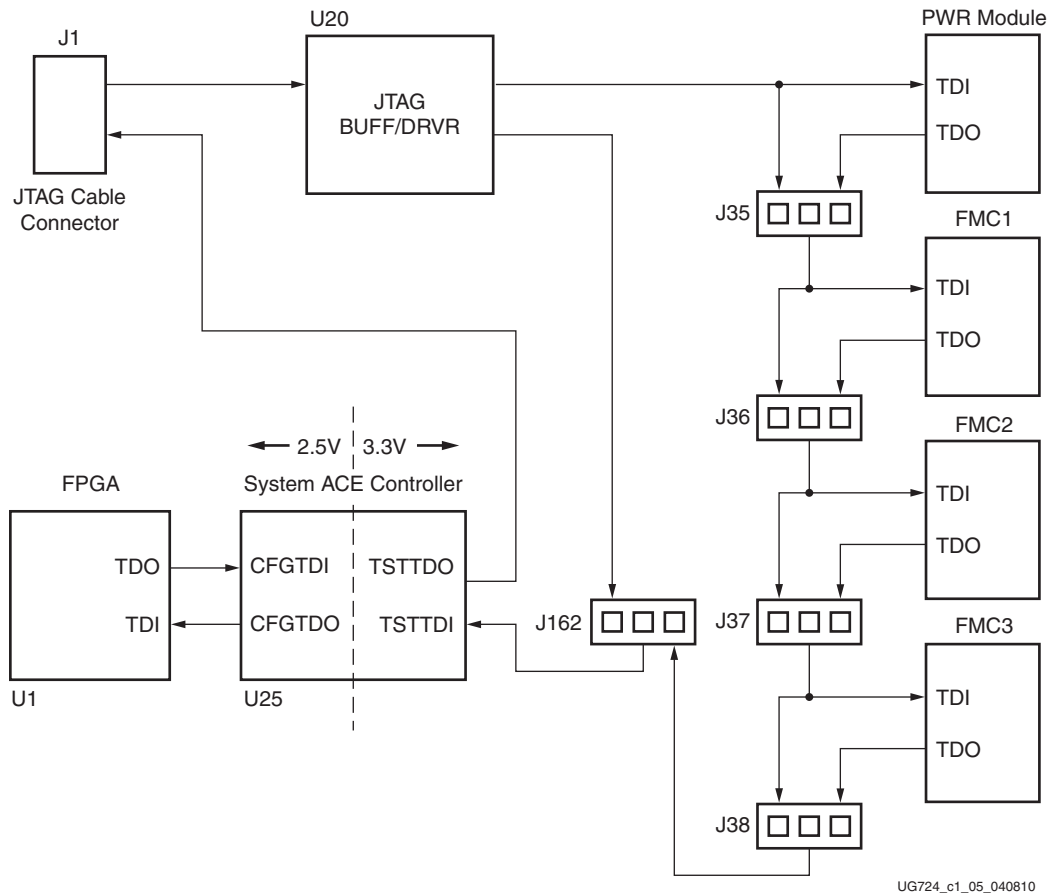 U20
PWR Module
J1
JTAG
BUFF/DRVR
TDI
TDO
JTAG Cable
Connector
J35
FMC1
TDI
TDO
J36
2.5V
3.3V
FMC2
FPGA
System ACE Controller
TDI
TDO
TDO
CFGTDI
TSTTDO
TDI
CFGTDO
TSTTDI
J162
J37
FMC3
U1
U25
TDI
TDO
J38
UG724_c1_05_040810